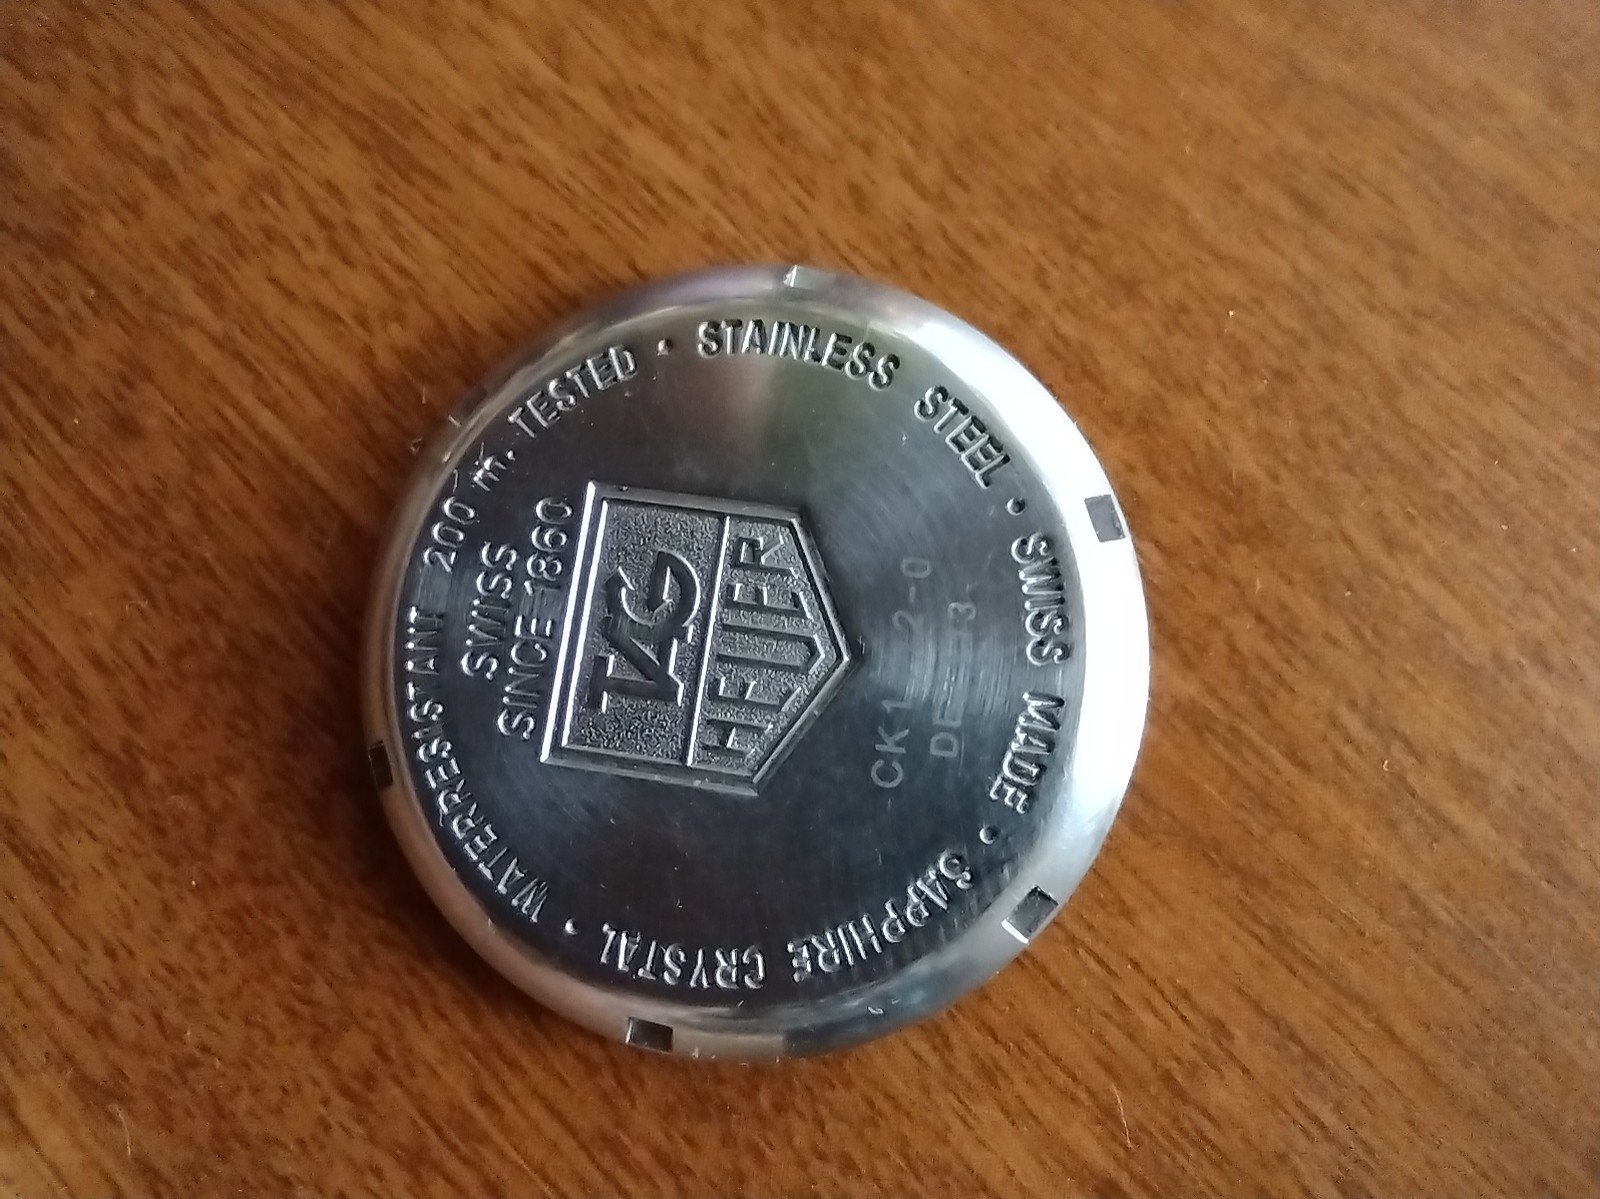 WATERRESISTANT 200 m. TESTED · STAINLESS STEEL · SWISS MADE · SAPPHIRE CRYSTAL ·
SWISS
SINCE 1860
TAG
HEUER